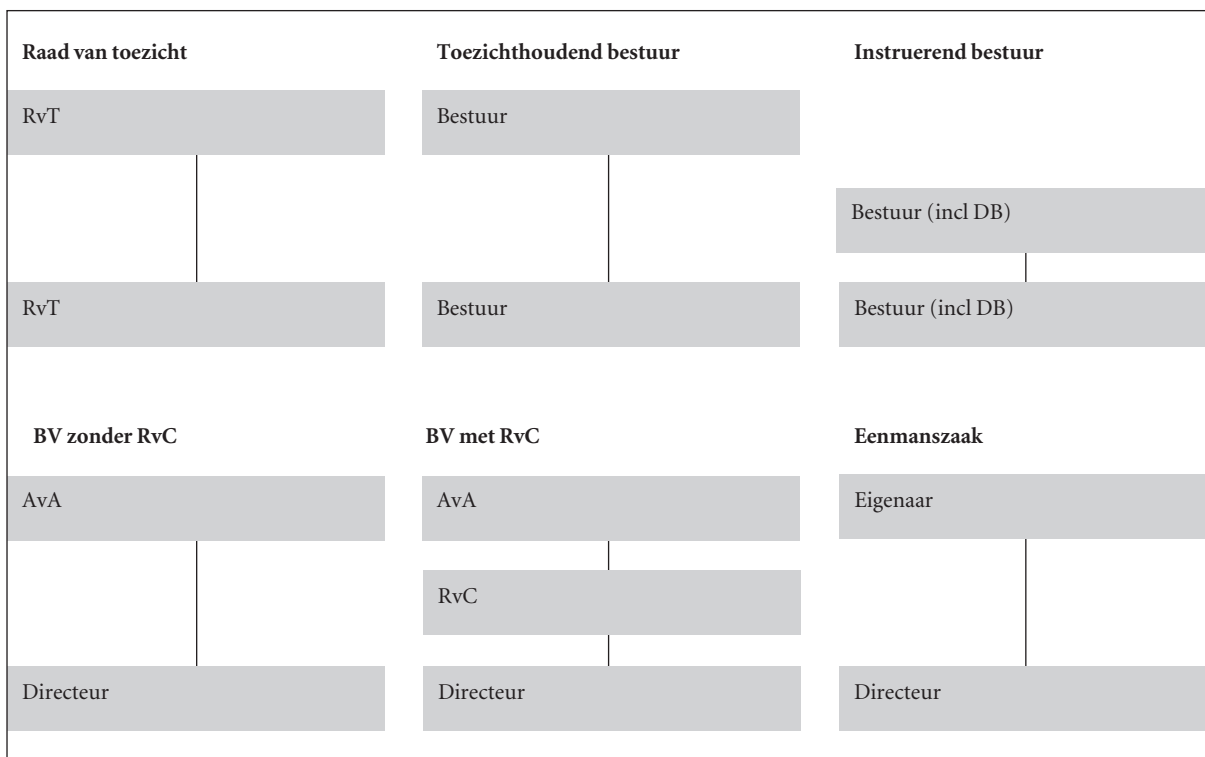 Raad van toezicht
RvT
RvT
Toezichthoudend bestuur
Bestuur
Bestuur
Instruerend bestuur
Bestuur (incl DB)
Bestuur (incl DB)
BV zonder RvC
AvA
Directeur
BV met RvC
AvA
RvC
Directeur
Eenmanszaak
Eigenaar
Directeur